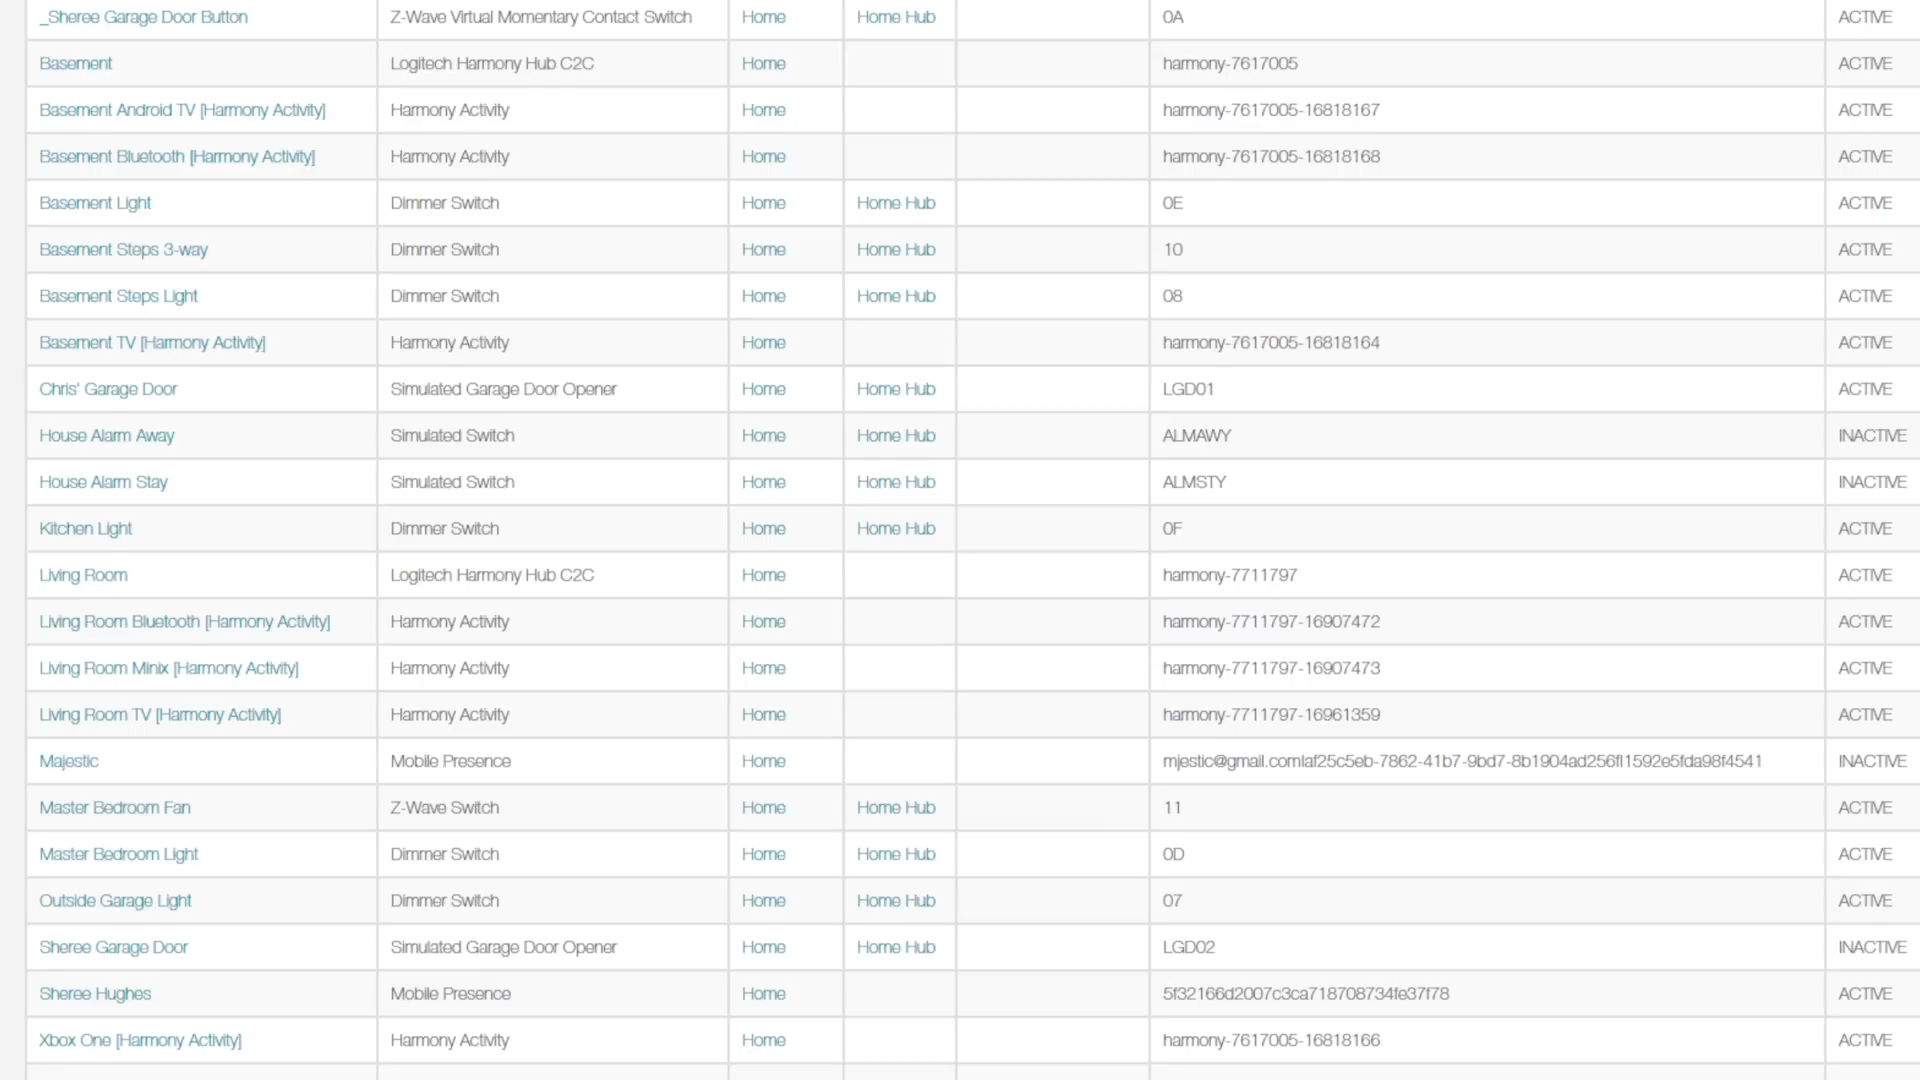 _Sheree Garage Door Button Z-Wave Virtual Momentary Contact Switch Home Home Hub 0A ACTIVE
Basement Logitech Harmony Hub C2C Home harmony-7617005 ACTIVE
Basement Android TV [Harmony Activity] Harmony Activity Home harmony-7617005-16818167 ACTIVE
Basement Bluetooth [Harmony Activity] Harmony Activity Home harmony-7617005-16818168 ACTIVE
Basement Light Dimmer Switch Home Home Hub 0E ACTIVE
Basement Steps 3-way Dimmer Switch Home Home Hub 10 ACTIVE
Basement Steps Light Dimmer Switch Home Home Hub 08 ACTIVE
Basement TV [Harmony Activity] Harmony Activity Home harmony-7617005-16818164 ACTIVE
Chris' Garage Door Simulated Garage Door Opener Home Home Hub LGD01 ACTIVE
House Alarm Away Simulated Switch Home Home Hub ALMAWY INACTIVE
House Alarm Stay Simulated Switch Home Home Hub ALMSTY INACTIVE
Kitchen Light Dimmer Switch Home Home Hub 0F ACTIVE
Living Room Logitech Harmony Hub C2C Home harmony-7711797 ACTIVE
Living Room Bluetooth [Harmony Activity] Harmony Activity Home harmony-7711797-16907472 ACTIVE
Living Room Minix [Harmony Activity] Harmony Activity Home harmony-7711797-16907473 ACTIVE
Living Room TV [Harmony Activity] Harmony Activity Home harmony-7711797-16961359 ACTIVE
Majestic Mobile Presence Home mjestic@gmail.com|af25c5eb-7862-41b7-9bd7-8b1904ad256f|1592e5fda98f4541 INACTIVE
Master Bedroom Fan Z-Wave Switch Home Home Hub 11 ACTIVE
Master Bedroom Light Dimmer Switch Home Home Hub 0D ACTIVE
Outside Garage Light Dimmer Switch Home Home Hub 07 ACTIVE
Sheree Garage Door Simulated Garage Door Opener Home Home Hub LGD02 INACTIVE
Sheree Hughes Mobile Presence Home 5f32166d2007c3ca718708734fe37f78 ACTIVE
Xbox One [Harmony Activity] Harmony Activity Home harmony-7617005-16818166 ACTIVE